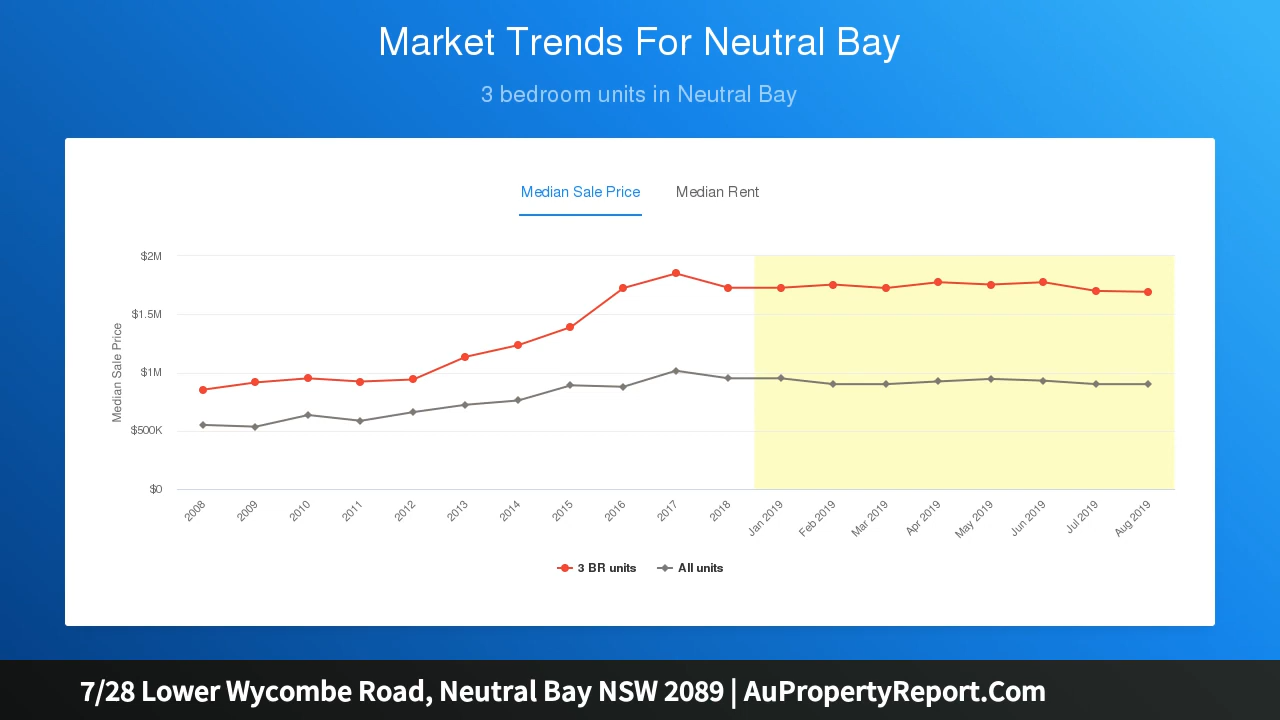 Market Trends For Neutral Bay
3 bedroom units in Neutral Bay
Median Sale Price Median Rent
Median Sale Price
$2M
$1.5M
$1M
$500K
$0
2008 2009 2010 2011 2012 2013 2014 2015 2016 2017 2018 Jan 2019 Feb 2019 Mar 2019 Apr 2019 May 2019 Jun 2019 Jul 2019 Aug 2019
3 BR units All units
7/28 Lower Wycombe Road, Neutral Bay NSW 2089 | AuPropertyReport.Com